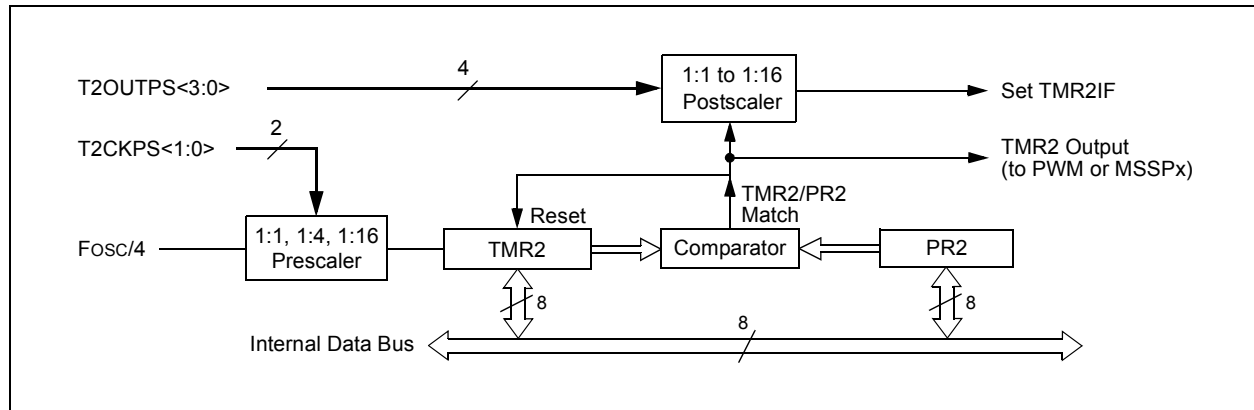 T2OUTPS<3:0>
4
1:1 to 1:16
Postscaler
Set TMR2IF
T2CKPS<1:0>
2
TMR2 Output
(to PWM or MSSPx)
TMR2/PR2
Match
Reset
FOSC/4
1:1, 1:4, 1:16
Prescaler
TMR2
Comparator
PR2
8
8
Internal Data Bus
8